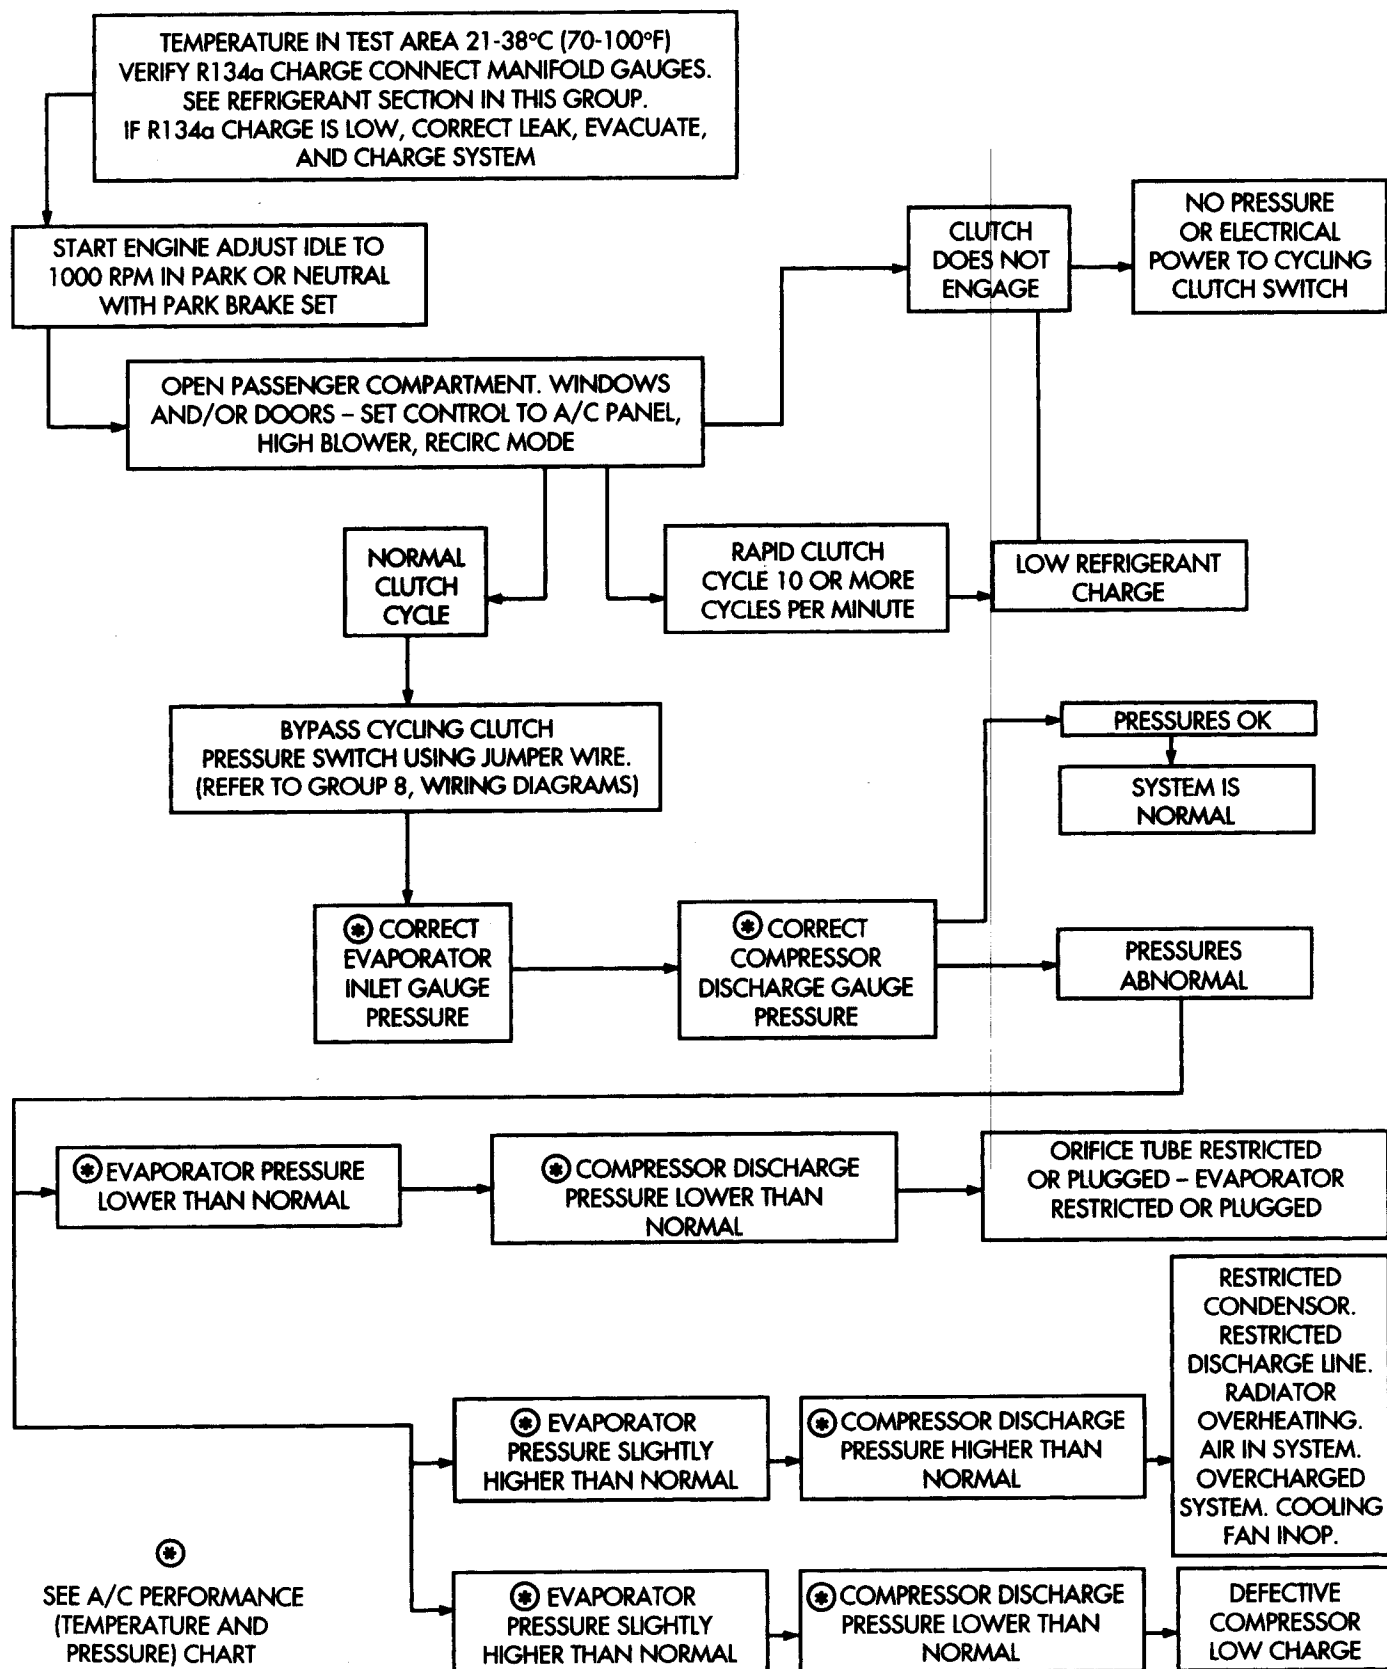 TEMPERATURE IN TEST AREA 21-38°C (70-100°F)
VERIFY R134a CHARGE CONNECT MANIFOLD GAUGES.
SEE REFRIGERANT SECTION IN THIS GROUP.
IF R134a CHARGE IS LOW, CORRECT LEAK, EVACUATE,
AND CHARGE SYSTEM
START ENGINE ADJUST IDLE TO
1000 RPM IN PARK OR NEUTRAL
WITH PARK BRAKE SET
CLUTCH
DOES NOT
ENGAGE
NO PRESSURE
OR ELECTRICAL
POWER TO CYCLING
CLUTCH SWITCH
OPEN PASSENGER COMPARTMENT. WINDOWS
AND/OR DOORS – SET CONTROL TO A/C PANEL,
HIGH BLOWER, RECIRC MODE
NORMAL
CLUTCH
CYCLE
RAPID CLUTCH
CYCLE 10 OR MORE
CYCLES PER MINUTE
LOW REFRIGERANT
CHARGE
BYPASS CYCLING CLUTCH
PRESSURE SWITCH USING JUMPER WIRE.
(REFER TO GROUP 8, WIRING DIAGRAMS)
PRESSURES OK
SYSTEM IS
NORMAL
⊛ CORRECT
EVAPORATOR
INLET GAUGE
PRESSURE
⊛ CORRECT
COMPRESSOR
DISCHARGE GAUGE
PRESSURE
PRESSURES
ABNORMAL
⊛ EVAPORATOR PRESSURE
LOWER THAN NORMAL
⊛ COMPRESSOR DISCHARGE
PRESSURE LOWER THAN
NORMAL
ORIFICE TUBE RESTRICTED
OR PLUGGED – EVAPORATOR
RESTRICTED OR PLUGGED
⊛ EVAPORATOR
PRESSURE SLIGHTLY
HIGHER THAN NORMAL
⊛ COMPRESSOR DISCHARGE
PRESSURE HIGHER THAN
NORMAL
RESTRICTED
CONDENSOR.
RESTRICTED
DISCHARGE LINE.
RADIATOR
OVERHEATING.
AIR IN SYSTEM.
OVERCHARGED
SYSTEM. COOLING
FAN INOP.
⊛
SEE A/C PERFORMANCE
(TEMPERATURE AND
PRESSURE) CHART
⊛ EVAPORATOR
PRESSURE SLIGHTLY
HIGHER THAN NORMAL
⊛ COMPRESSOR DISCHARGE
PRESSURE LOWER THAN
NORMAL
DEFECTIVE
COMPRESSOR
LOW CHARGE